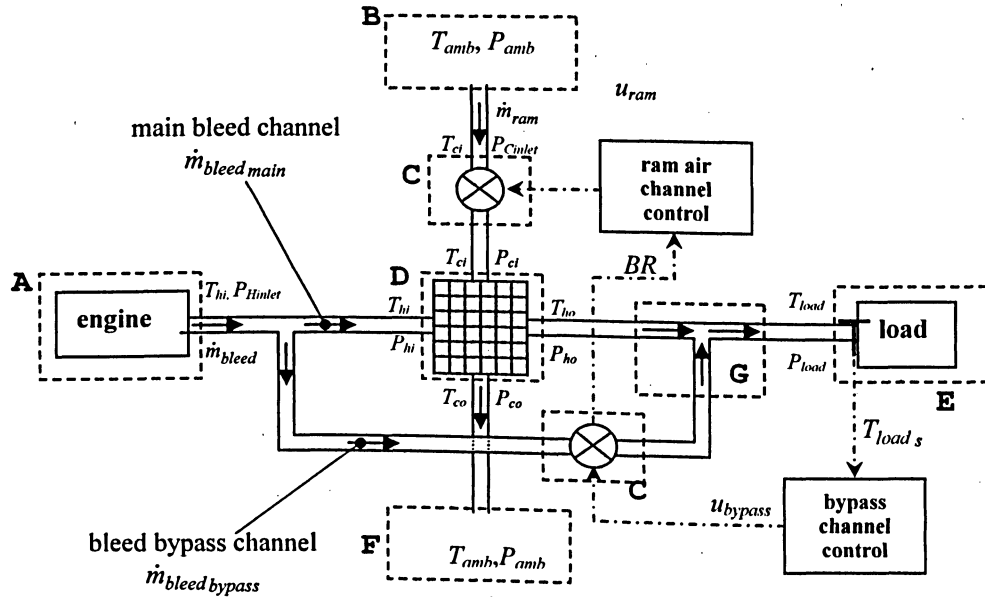 B
T_amb, P_amb
u_ram
ṁ_ram
main bleed channel
ṁ_bleed main
T_ci P_Cinlet
C
ram air
channel
control
T_ci P_ci
BR
A
D
engine
T_hi, P_Hinlet
ṁ_bleed
T_hi
P_hi
T_ho
P_ho
T_load
load
P_load
G
E
T_co P_co
T_load s
C
u_bypass
bypass
channel
control
bleed bypass channel
ṁ_bleed bypass
F
T_amb, P_amb